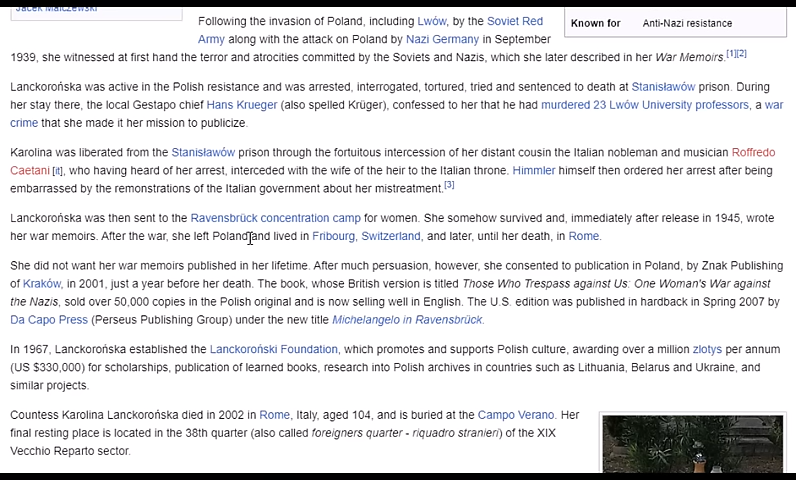 Jacek Malczewski
Following the invasion of Poland, including Lwów, by the Soviet Red
Army along with the attack on Poland by Nazi Germany in September
1939, she witnessed at first hand the terror and atrocities committed by the Soviets and Nazis, which she later described in her War Memoirs.[1][2]
Known for Anti-Nazi resistance
Lanckorońska was active in the Polish resistance and was arrested, interrogated, tortured, tried and sentenced to death at Stanisławów prison. During
her stay there, the local Gestapo chief Hans Krueger (also spelled Krüger), confessed to her that he had murdered 23 Lwów University professors, a war
crime that she made it her mission to publicize.
Karolina was liberated from the Stanisławów prison through the fortuitous intercession of her distant cousin the Italian nobleman and musician Roffredo
Caetani [it], who having heard of her arrest, interceded with the wife of the heir to the Italian throne. Himmler himself then ordered her arrest after being
embarrassed by the remonstrations of the Italian government about her mistreatment.[3]
Lanckorońska was then sent to the Ravensbrück concentration camp for women. She somehow survived and, immediately after release in 1945, wrote
her war memoirs. After the war, she left Poland and lived in Fribourg, Switzerland, and later, until her death, in Rome.
She did not want her war memoirs published in her lifetime. After much persuasion, however, she consented to publication in Poland, by Znak Publishing
of Kraków, in 2001, just a year before her death. The book, whose British version is titled Those Who Trespass against Us: One Woman's War against
the Nazis, sold over 50,000 copies in the Polish original and is now selling well in English. The U.S. edition was published in hardback in Spring 2007 by
Da Capo Press (Perseus Publishing Group) under the new title Michelangelo in Ravensbrück.
In 1967, Lanckorońska established the Lanckoroński Foundation, which promotes and supports Polish culture, awarding over a million zlotys per annum
(US $330,000) for scholarships, publication of learned books, research into Polish archives in countries such as Lithuania, Belarus and Ukraine, and
similar projects.
Countess Karolina Lanckorońska died in 2002 in Rome, Italy, aged 104, and is buried at the Campo Verano. Her
final resting place is located in the 38th quarter (also called foreigners quarter - riquadro stranieri) of the XIX
Vecchio Reparto sector.